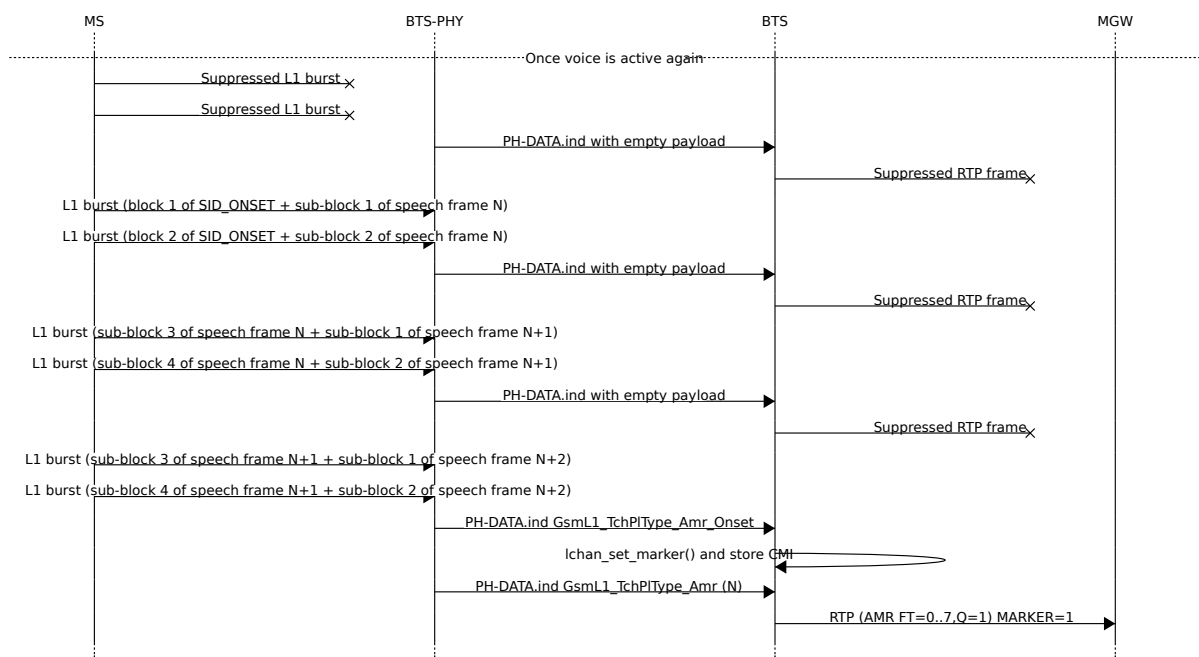 MS BTS-PHY BTS MGW
Once voice is active again
Suppressed L1 burst
Suppressed L1 burst
PH-DATA.ind with empty payload
Suppressed RTP frame
L1 burst (block 1 of SID_ONSET + sub-block 1 of speech frame N)
L1 burst (block 2 of SID_ONSET + sub-block 2 of speech frame N)
PH-DATA.ind with empty payload
Suppressed RTP frame
L1 burst (sub-block 3 of speech frame N + sub-block 1 of speech frame N+1)
L1 burst (sub-block 4 of speech frame N + sub-block 2 of speech frame N+1)
PH-DATA.ind with empty payload
Suppressed RTP frame
L1 burst (sub-block 3 of speech frame N+1 + sub-block 1 of speech frame N+2)
L1 burst (sub-block 4 of speech frame N+1 + sub-block 2 of speech frame N+2)
PH-DATA.ind GsmL1_TchPlType_Amr_Onset
lchan_set_marker() and store CMI
PH-DATA.ind GsmL1_TchPlType_Amr (N)
RTP (AMR FT=0..7,Q=1) MARKER=1